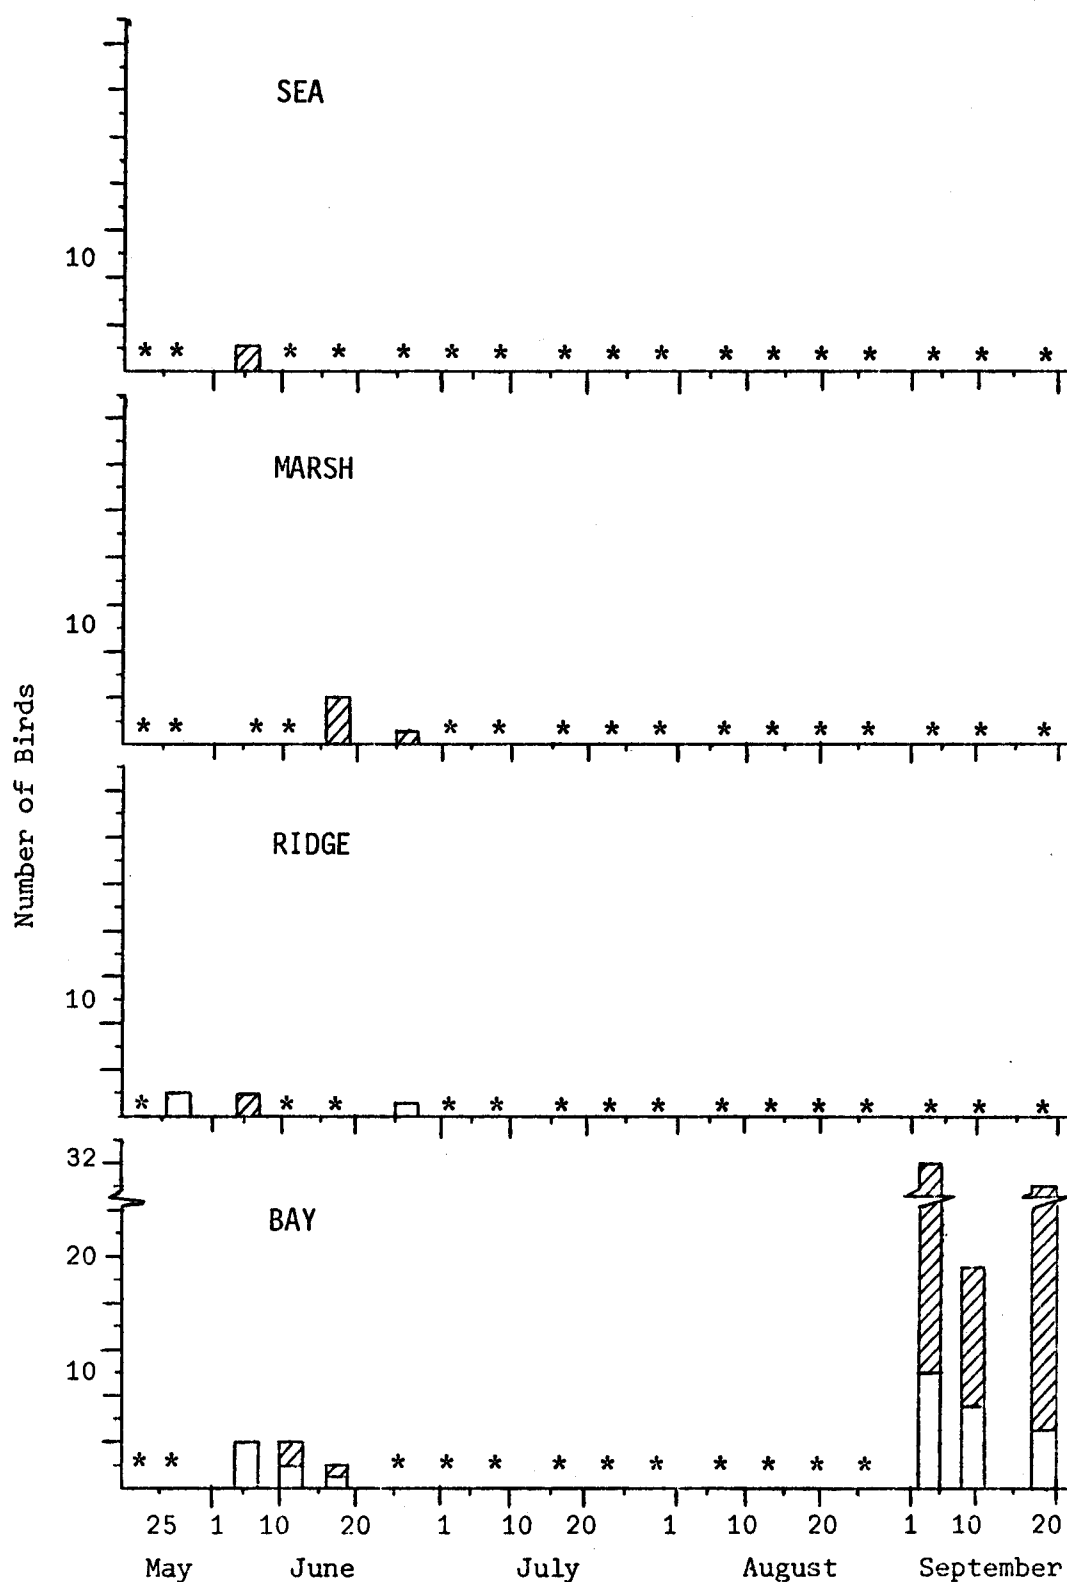 SEA
10
* * * * * * * * * * * * * * * * *
MARSH
10
* * * * * * * * * * * * * * * *
Number of Birds
RIDGE
10
* * * * * * * * * * * * * * *
32
BAY
20
10
* * * * * * * * * * * *
25 1 10 20 1 10 20 1 10 20 1 10 20
May June July August September